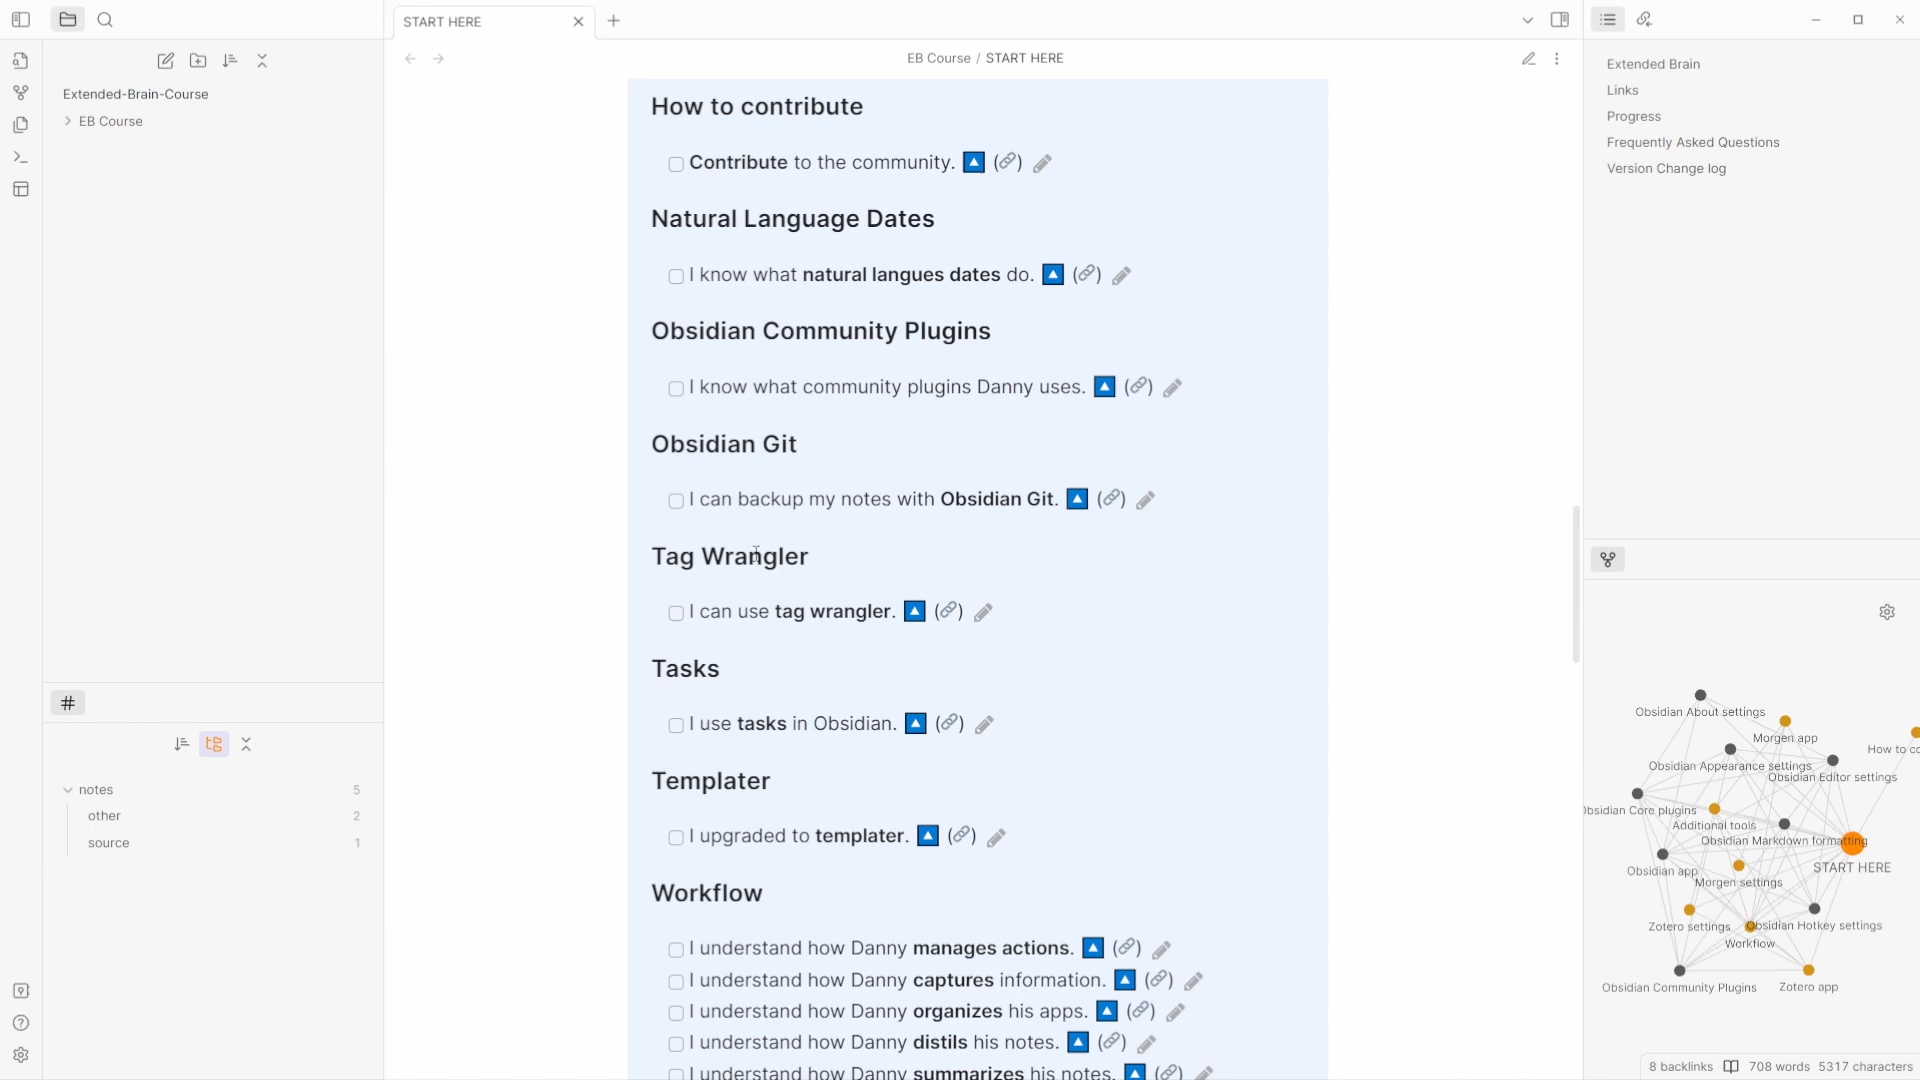 START HERE
EB Course / START HERE
Extended-Brain-Course
EB Course
notes 5
other 2
source 1
How to contribute
Contribute to the community. ()
Natural Language Dates
I know what natural langues dates do. ()
Obsidian Community Plugins
I know what community plugins Danny uses. ()
Obsidian Git
I can backup my notes with Obsidian Git. ()
Tag Wrangler
I can use tag wrangler. ()
Tasks
I use tasks in Obsidian. ()
Templater
I upgraded to templater. ()
Workflow
I understand how Danny manages actions. ()
I understand how Danny captures information. ()
I understand how Danny organizes his apps. ()
I understand how Danny distils his notes. ()
I understand how Danny summarizes his notes. ()
Extended Brain
Links
Progress
Frequently Asked Questions
Version Change log
Obsidian About settings
Morgen app
How to co
Obsidian Appearance settings
Obsidian Editor settings
Obsidian Core plugins
Additional tools
Obsidian Markdown formatting
START HERE
Obsidian app
Morgen settings
Zotero settings
Obsidian Hotkey settings
Workflow
Obsidian Community Plugins
Zotero app
8 backlinks 708 words 5317 characters